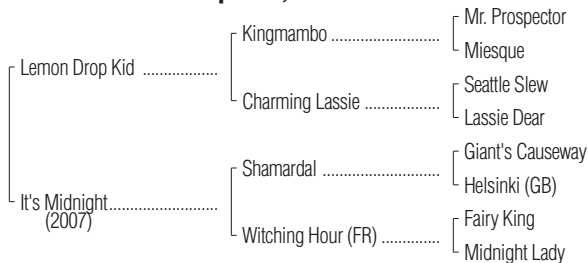 Mr. Prospector
Kingmambo ........................
Miesque
Lemon Drop Kid .................
Seattle Slew
Charming Lassie .................
Lassie Dear
Giant's Causeway
Shamardal ..........................
Helsinki (GB)
It's Midnight........................
(2007)
Fairy King
Witching Hour (FR) .............
Midnight Lady